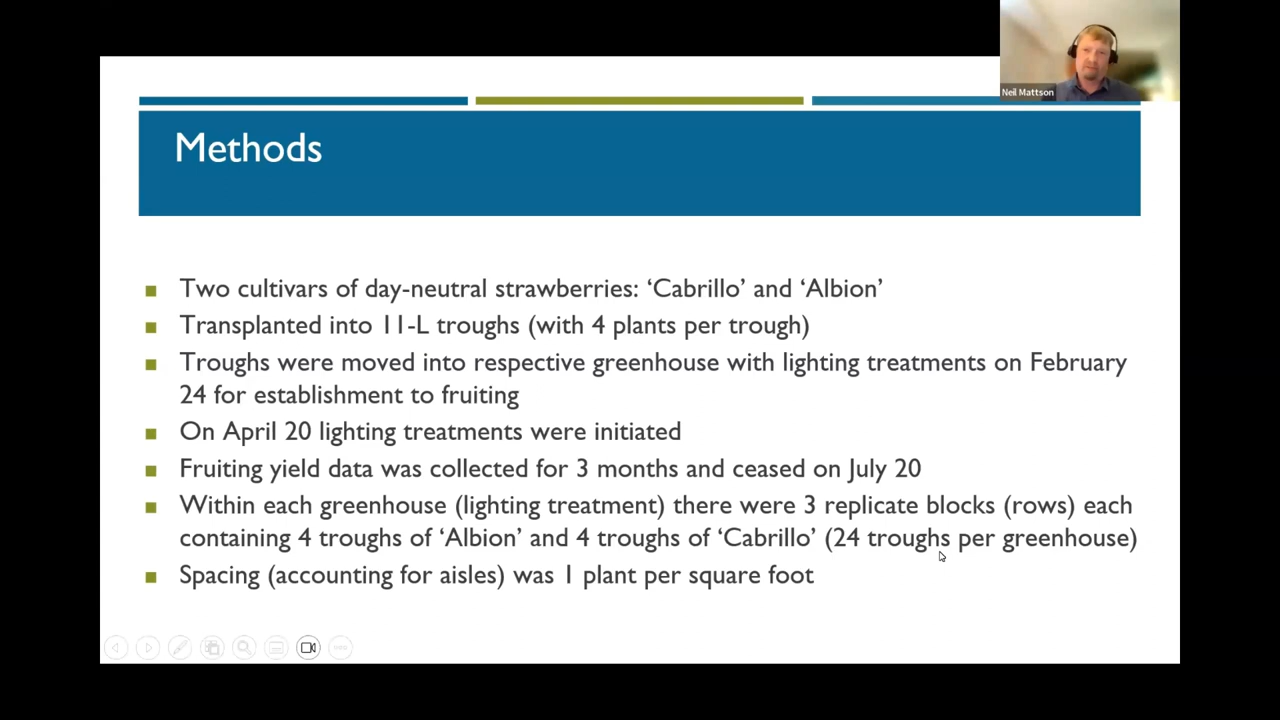 Neil Mattson
Methods
Two cultivars of day-neutral strawberries: ‘Cabrillo’ and ‘Albion’
Transplanted into 11-L troughs (with 4 plants per trough)
Troughs were moved into respective greenhouse with lighting treatments on February
24 for establishment to fruiting
On April 20 lighting treatments were initiated
Fruiting yield data was collected for 3 months and ceased on July 20
Within each greenhouse (lighting treatment) there were 3 replicate blocks (rows) each
containing 4 troughs of ‘Albion’ and 4 troughs of ‘Cabrillo’ (24 troughs per greenhouse)
Spacing (accounting for aisles) was 1 plant per square foot